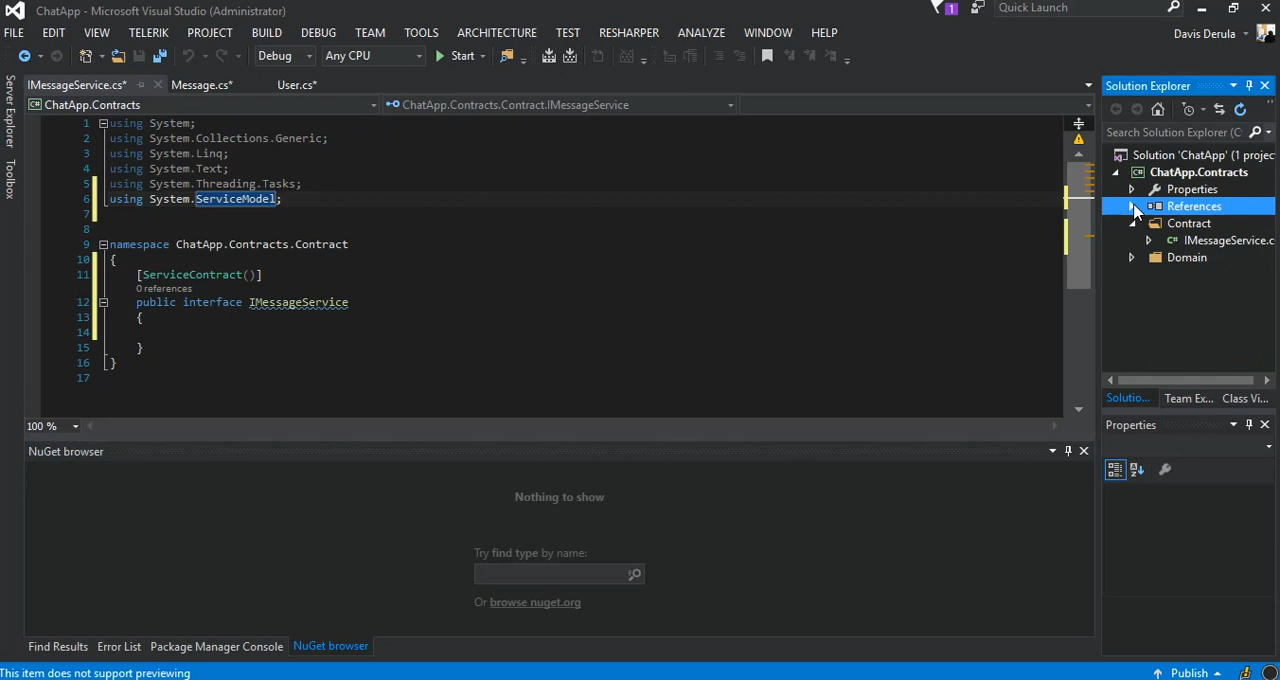 ChatApp - Microsoft Visual Studio (Administrator)
1
Quick Launch
FILE EDIT VIEW TELERIK PROJECT BUILD DEBUG TEAM TOOLS ARCHITECTURE TEST RESHARPER ANALYZE WINDOW HELP
Davis Derula
Debug Any CPU Start
Server Explorer
Toolbox
IMessageService.cs* Message.cs* User.cs*
ChatApp.Contracts ChatApp.Contracts.Contract.IMessageService
1 using System;
2 using System.Collections.Generic;
3 using System.Linq;
4 using System.Text;
5 using System.Threading.Tasks;
6 using System.ServiceModel;
7
8
9 namespace ChatApp.Contracts.Contract
10 {
11 [ServiceContract()]
0 references
12 public interface IMessageService
13 {
14
15 }
16 }
17
100 %
NuGet browser
Nothing to show
Try find type by name:
Or browse nuget.org
Find Results Error List Package Manager Console NuGet browser
This item does not support previewing
Publish
Solution Explorer
Search Solution Explorer (C
Solution 'ChatApp' (1 projec
ChatApp.Contracts
Properties
References
Contract
C# IMessageService.c
Domain
Solutio... Team Ex... Class Vi...
Properties